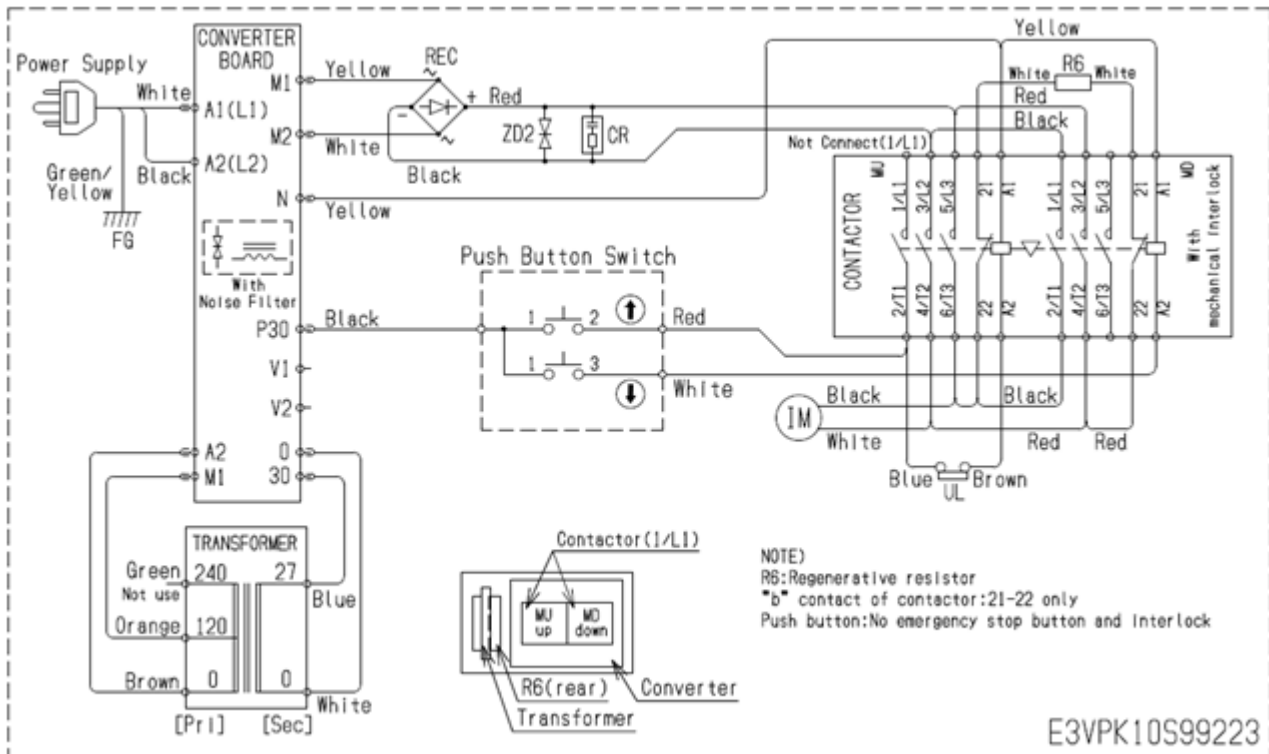 Power Supply
White
Green/
Yellow
Black
FG
CONVERTER
BOARD
M1
A1(L1)
M2
A2(L2)
N
With
Noise Filter
P30
V1
V2
A2
0
M1
30
Yellow
White
Yellow
Black
REC
~
- +
~
Red
Black
ZD2
CR
Yellow
White R6 White
Red
Black
Not Connect(1/L1)
CONTACTOR
MU
1/L1
3/L2
5/L3
21
A1
1/L1
3/L2
5/L3
21
A1
MD
2/T1
4/T2
6/T3
22
A2
2/T1
4/T2
6/T3
22
A2
With
mechanical interlock
Push Button Switch
1 2
1 3
Red
White
IM
Black
White
Red Red
Blue Brown
UL
TRANSFORMER
Green
Not use
Orange
Brown
240 27
120
0 0
Blue
White
[Pri] [Sec]
Contactor(1/L1)
MU
up
MD
down
R6(rear)
Converter
Transformer
NOTE)
R6:Regenerative resistor
"b" contact of contactor:21-22 only
Push button:No emergency stop button and interlock
E3VPK10S99223